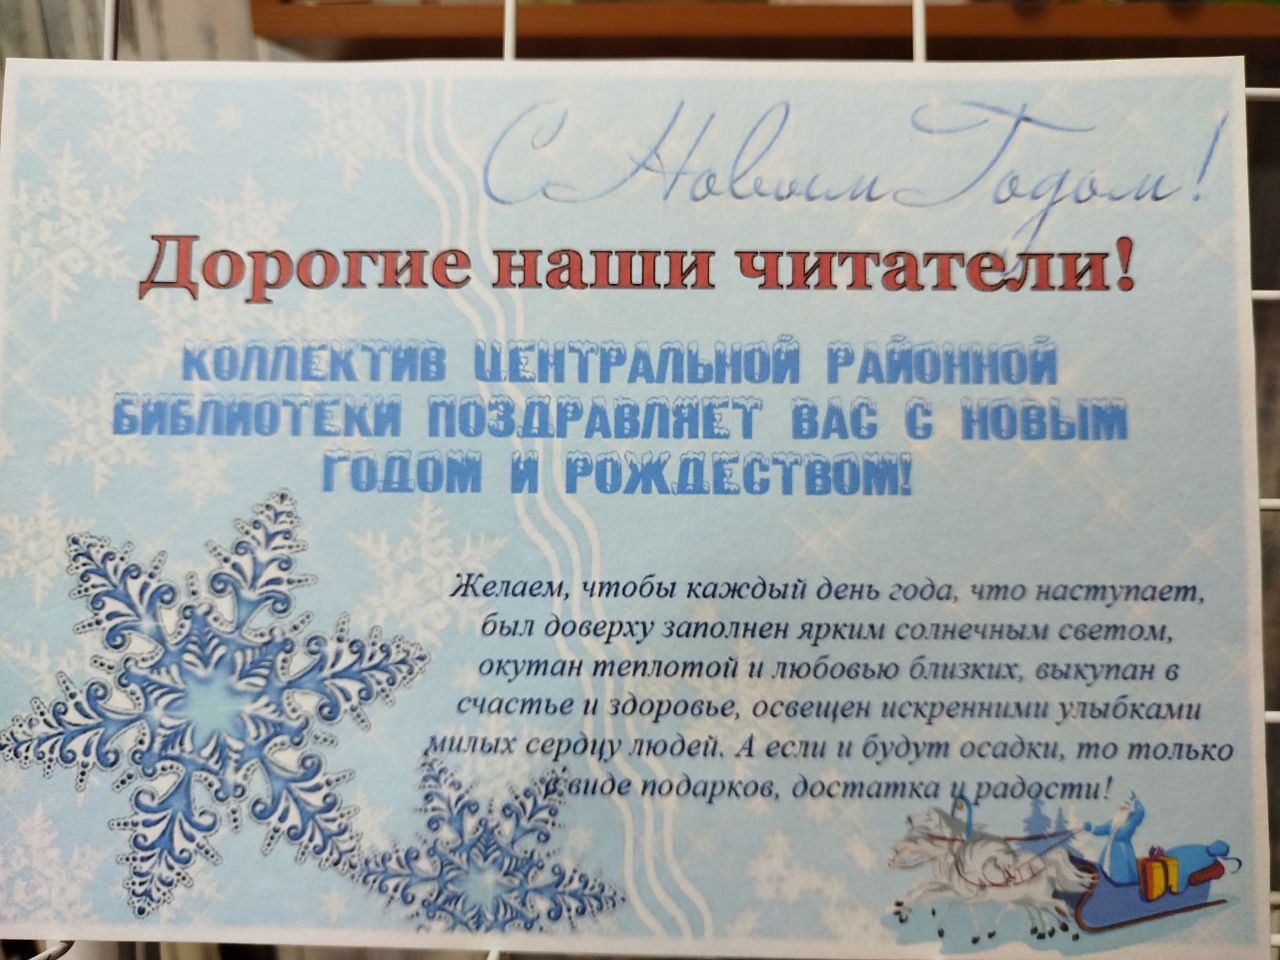 С Новым Годом!
Дорогие наши читатели!
КОЛЛЕКТИВ ЦЕНТРАЛЬНОЙ РАЙОННОЙ
БИБЛИОТЕКИ ПОЗДРАВЛЯЕТ ВАС С НОВЫМ
ГОДОМ И РОЖДЕСТВОМ!
Желаем, чтобы каждый день года, что наступает,
был доверху заполнен ярким солнечным светом,
окутан теплотой и любовью близких, выкупан в
счастье и здоровье, освещен искренними улыбками
милых сердцу людей. А если и будут осадки, то только
в виде подарков, достатка и радости!